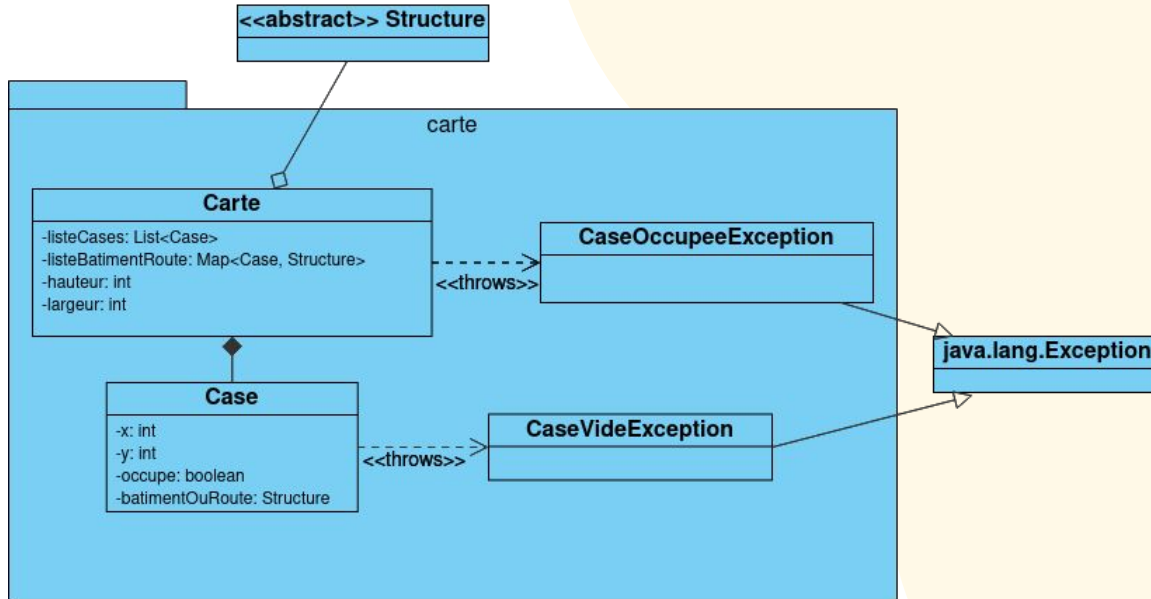 <<abstract>> Structure
carte
Carte
-listeCases: List<Case>
-listeBatimentRoute: Map<Case, Structure>
-hauteur: int
-largeur: int
<<throws>>
CaseOccupeeException
java.lang.Exception
Case
-x: int
-y: int
-occupe: boolean
-batimentOuRoute: Structure
<<throws>>
CaseVideException